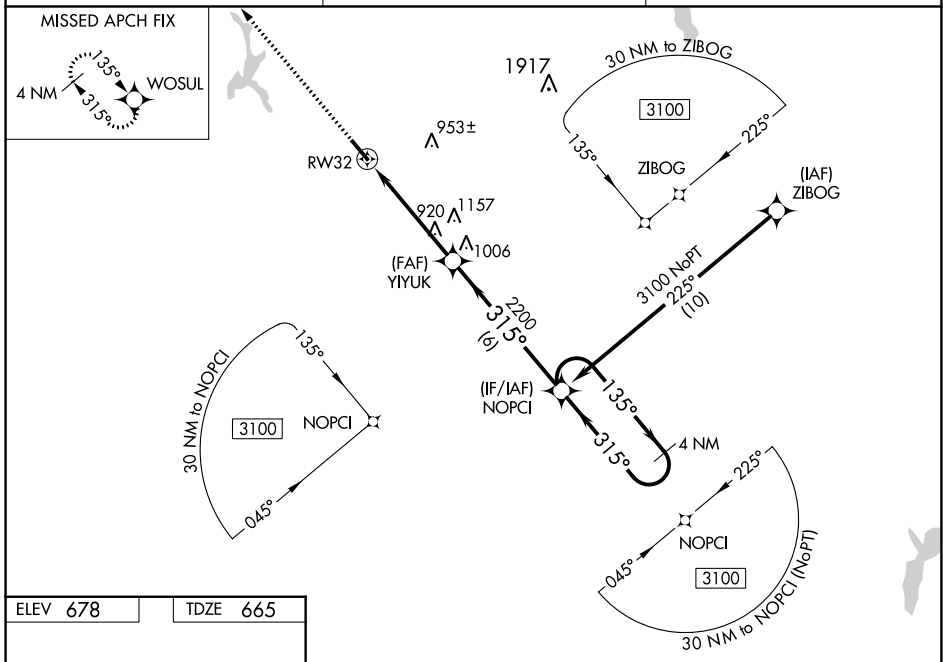 MISSED APCH FIX
135°
WOSUL
4 NM
315°
1917
30 NM to ZIBOG
3100
135°
225°
ZIBOG
953±
RW32
(IAF)
ZIBOG
920
1157
1006
(FAF)
YIYUK
3100 NoPT
225°
(10)
2200
315°
(6)
30 NM to NOPCI
135°
3100
NOPCI
045°
(IF/IAF)
NOPCI
135°
315°
4 NM
225°
NOPCI
045°
3100
30 NM to NOPCI (NoPT)
ELEV 678
TDZE 665